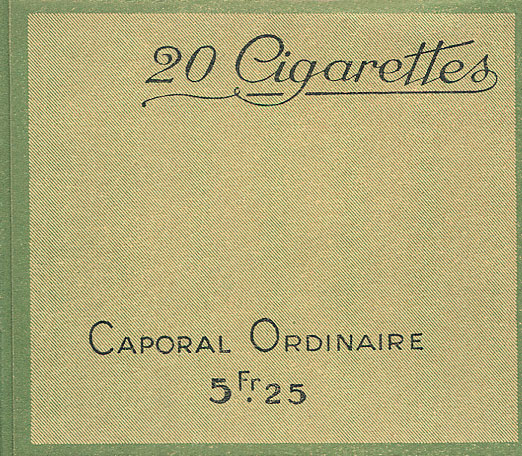 20 Cigarettes
CAPORAL ORDINAIRE
5Fr.25